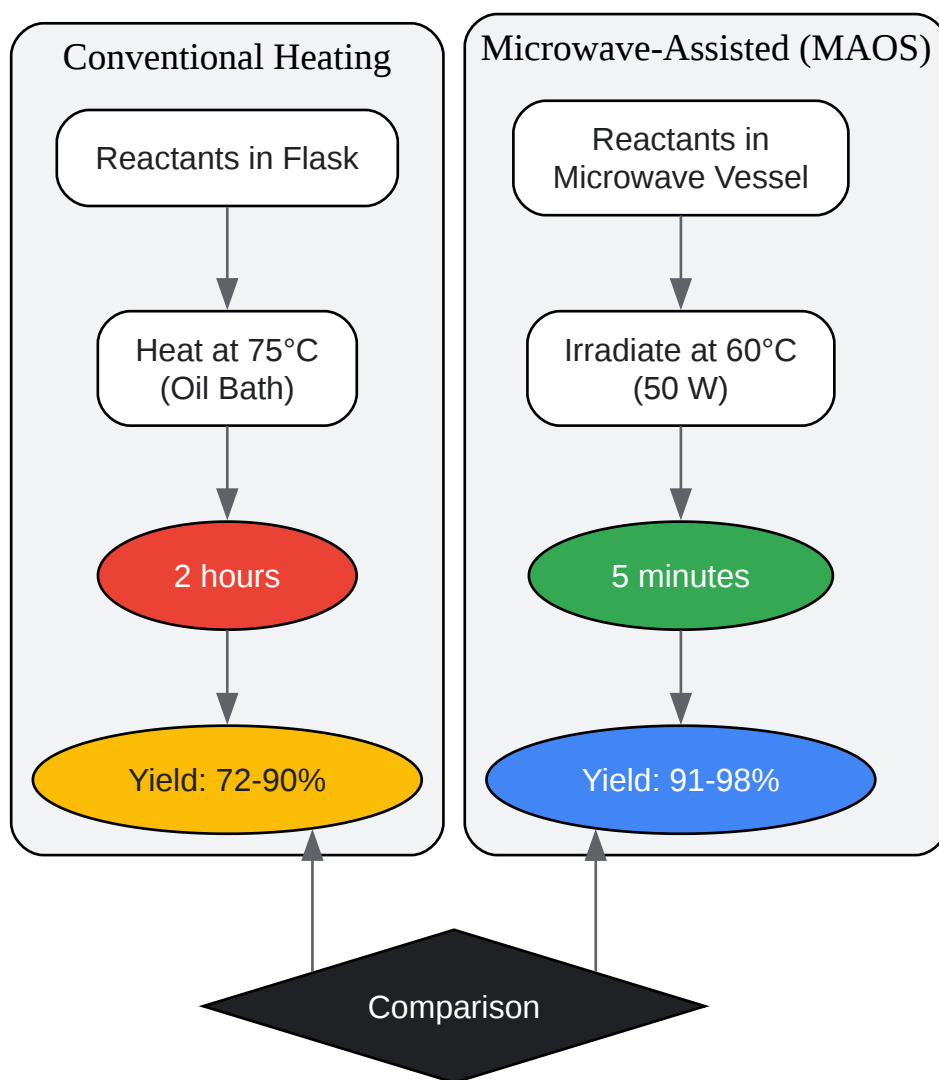 Conventional Heating
Reactants in Flask
Heat at 75°C
(Oil Bath)
2 hours
Yield: 72-90%
Microwave-Assisted (MAOS)
Reactants in
Microwave Vessel
Irradiate at 60°C
(50 W)
5 minutes
Yield: 91-98%
Comparison